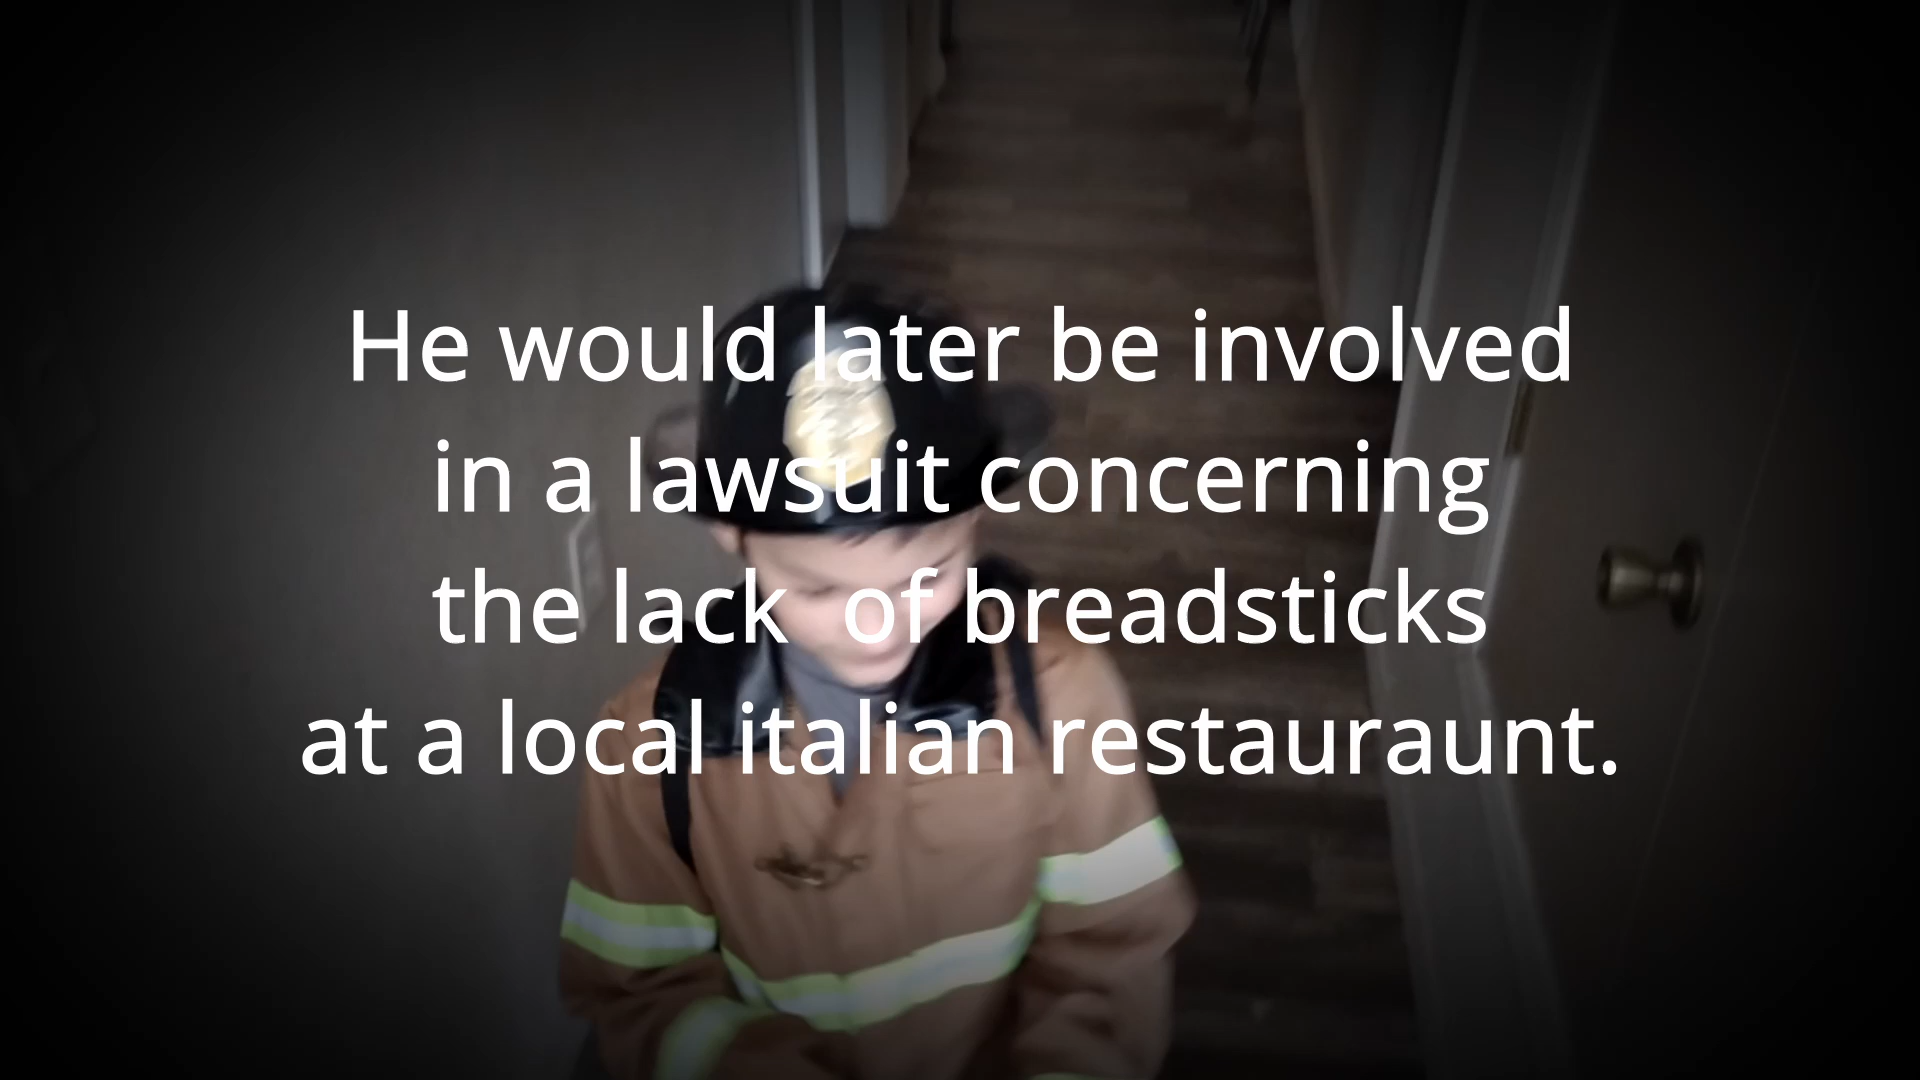 He would later be involved
in a lawsuit concerning
the lack  of breadsticks
at a local italian restauraunt.